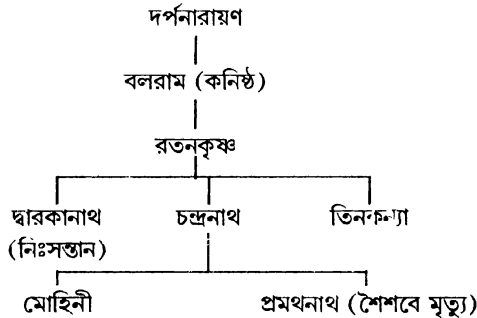 দর্পনারায়ণ
বলরাম (কনিষ্ঠ)
রতনকৃষ্ণ
দ্বারকানাথ চন্দ্রনাথ তিনকন্যা
(নিঃসন্তান)
মোহিনী প্রমথনাথ (শৈশবে মৃত্যু)